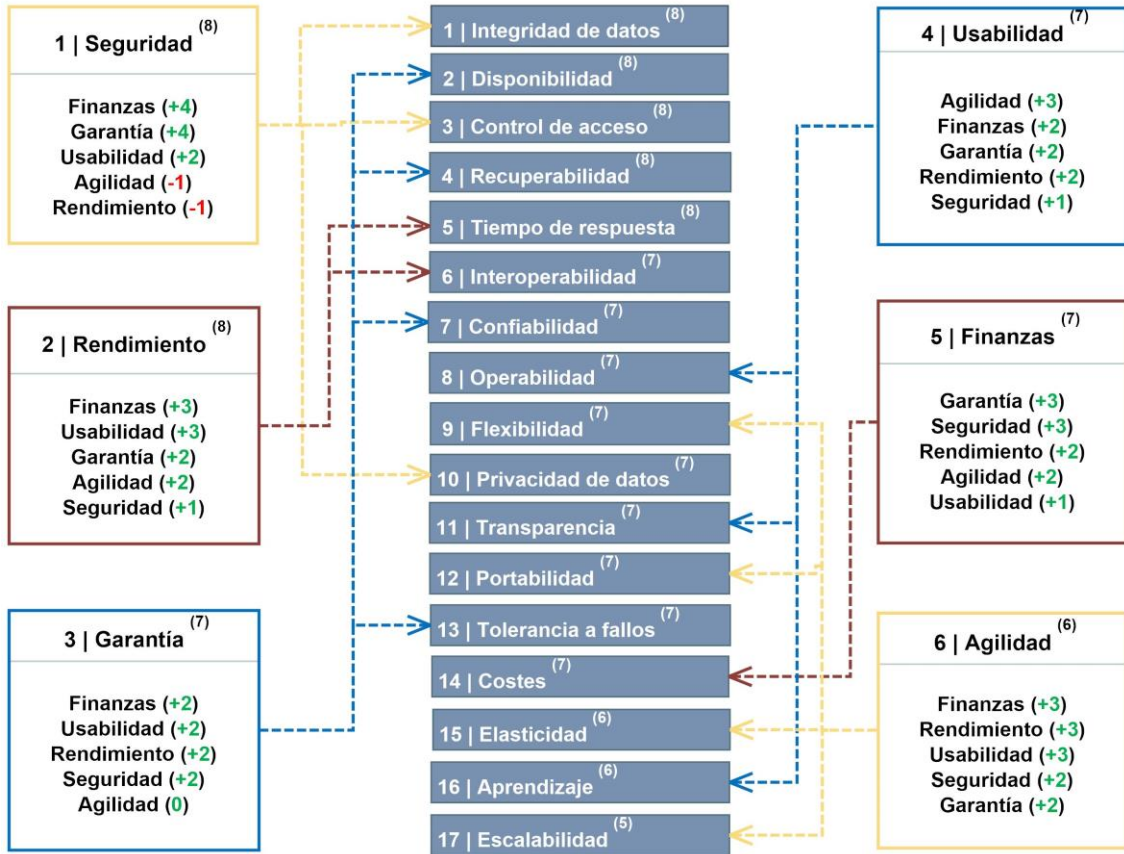 1 | Seguridad (8)
Finanzas (+4)
Garantía (+4)
Usabilidad (+2)
Agilidad (-1)
Rendimiento (-1)
2 | Rendimiento (8)
Finanzas (+3)
Usabilidad (+3)
Garantía (+2)
Agilidad (+2)
Seguridad (+1)
3 | Garantía (7)
Finanzas (+2)
Usabilidad (+2)
Rendimiento (+2)
Seguridad (+2)
Agilidad (0)
1 | Integridad de datos (8)
2 | Disponibilidad (8)
3 | Control de acceso (8)
4 | Recuperabilidad (8)
5 | Tiempo de respuesta (8)
6 | Interoperabilidad (7)
7 | Confiabilidad (7)
8 | Operabilidad (7)
9 | Flexibilidad (7)
10 | Privacidad de datos (7)
11 | Transparencia (7)
12 | Portabilidad (7)
13 | Tolerancia a fallos (7)
14 | Costes (7)
15 | Elasticidad (6)
16 | Aprendizaje (6)
17 | Escalabilidad (5)
4 | Usabilidad (7)
Agilidad (+3)
Finanzas (+2)
Garantía (+2)
Rendimiento (+2)
Seguridad (+1)
5 | Finanzas (7)
Garantía (+3)
Seguridad (+3)
Rendimiento (+2)
Agilidad (+2)
Usabilidad (+1)
6 | Agilidad (6)
Finanzas (+3)
Rendimiento (+3)
Usabilidad (+3)
Seguridad (+2)
Garantía (+2)